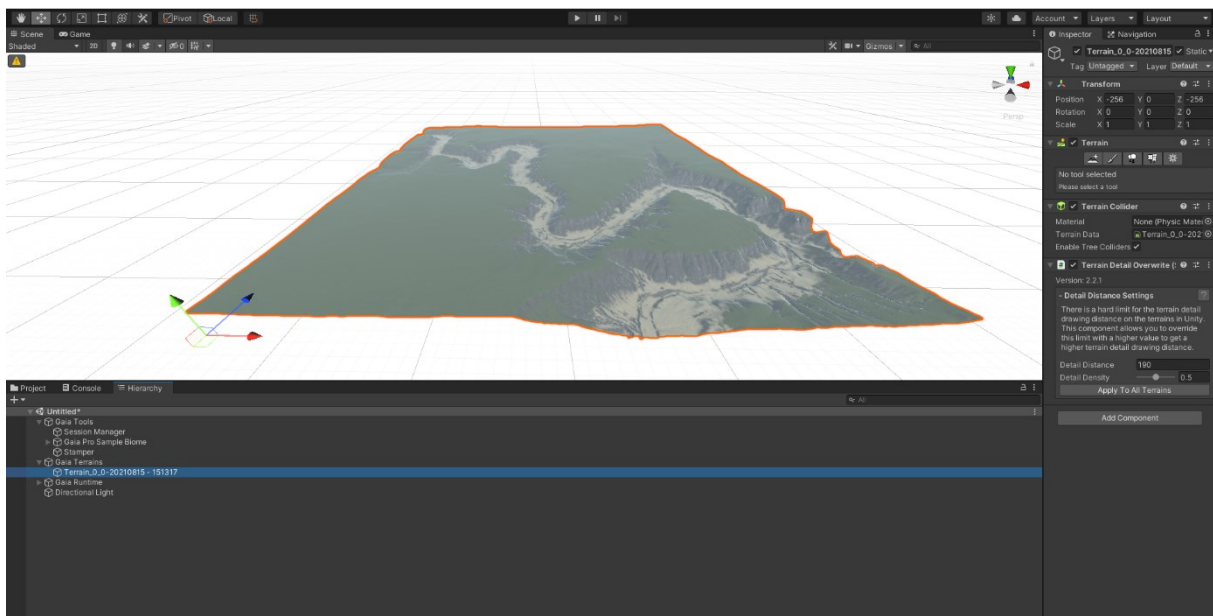 Pivot Local Account Layers Layout
Scene Game Inspector Navigation
Shaded 2D 0 Gizmos All
Terrain_0_0-20210815 Static
Tag Untagged Layer Default
Transform
Position X -256 Y 0 Z -256
Rotation X 0 Y 0 Z 0
Scale X 1 Y 1 Z 1
Persp
Terrain
No tool selected
Please select a tool
Terrain Collider
Material None (Physic Mater
Terrain Data Terrain_0_0-202
Enable Tree Colliders
Terrain Detail Overwrite (
Version: 2.2.1
- Detail Distance Settings ?
There is a hard limit for the terrain detail
drawing distance on the terrains in Unity.
This component allows you to override
this limit with a higher value to get a
higher terrain detail drawing distance.
Detail Distance 190
Detail Density 0.5
Apply To All Terrains
Add Component
Project Console Hierarchy
All
Untitled*
Gaia Tools
Session Manager
Gaia Pro Sample Biome
Stamper
Gaia Terrains
Terrain_0_0-20210815 - 151317
Gaia Runtime
Directional Light